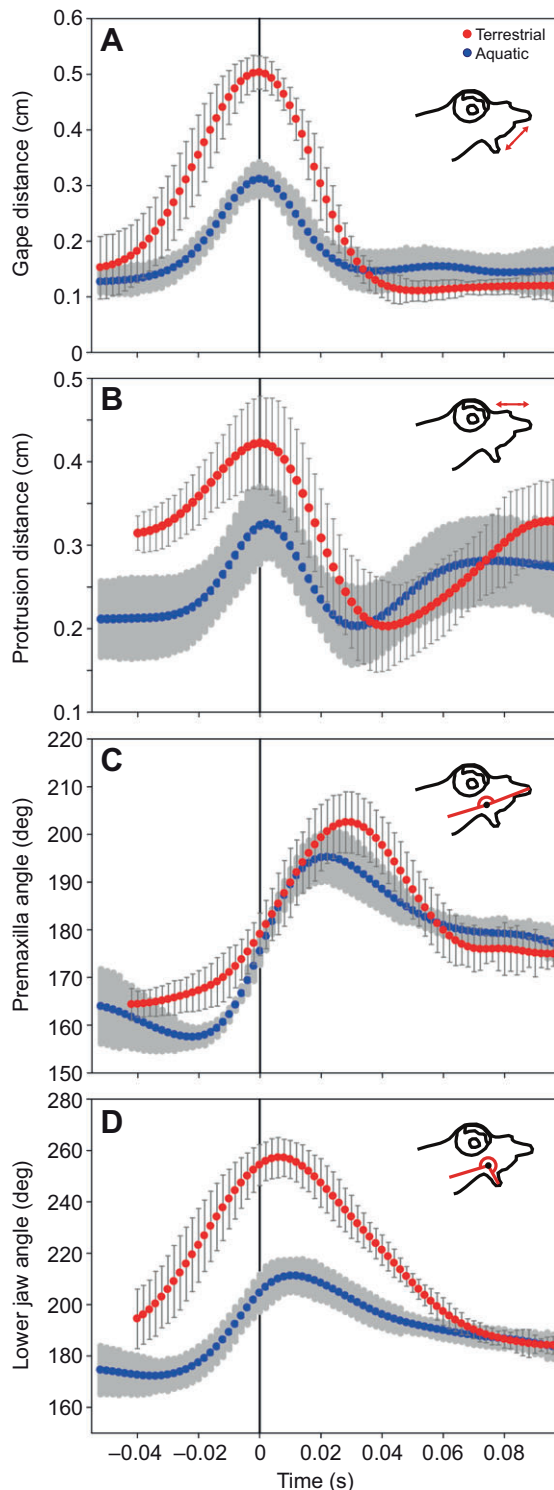 A
Terrestrial
Aquatic
Gape distance (cm)
0.6
0.5
0.4
0.3
0.2
0.1
0
B
Protrusion distance (cm)
0.5
0.4
0.3
0.2
0.1
C
Premaxilla angle (deg)
220
210
200
190
180
170
160
150
D
Lower jaw angle (deg)
280
260
240
220
200
180
160
150
–0.04 –0.02 0 0.02 0.04 0.06 0.08
Time (s)